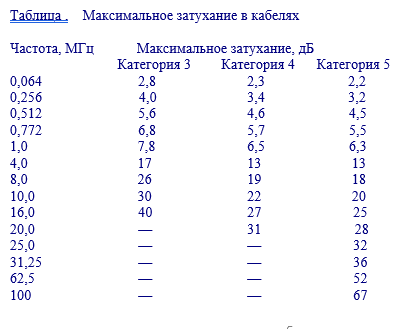 Таблица . Максимальное затухание в кабелях
Частота, МГц Максимальное затухание, дБ
Категория 3 Категория 4 Категория 5
0,064 2,8 2,3 2,2
0,256 4,0 3,4 3,2
0,512 5,6 4,6 4,5
0,772 6,8 5,7 5,5
1,0 7,8 6,5 6,3
4,0 17 13 13
8,0 26 19 18
10,0 30 22 20
16,0 40 27 25
20,0 — 31 28
25,0 — — 32
31,25 — — 36
62,5 — — 52
100 — — 67